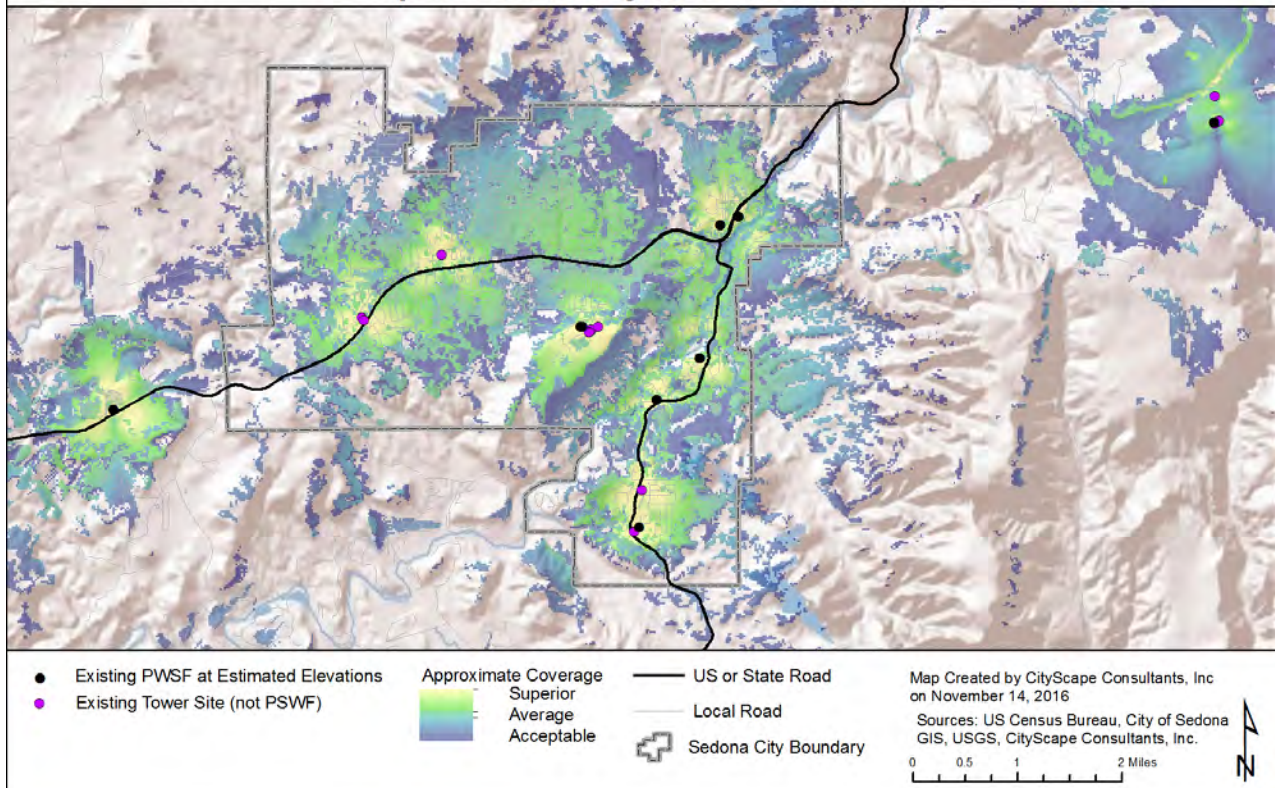 Existing PWSF at Estimated Elevations
Existing Tower Site (not PSWF)
Approximate Coverage
Superior
Average
Acceptable
US or State Road
Local Road
Sedona City Boundary
Map Created by CityScape Consultants, Inc
on November 14, 2016
Sources: US Census Bureau, City of Sedona
GIS, USGS, CityScape Consultants, Inc.
0 0.5 1 2 Miles
N